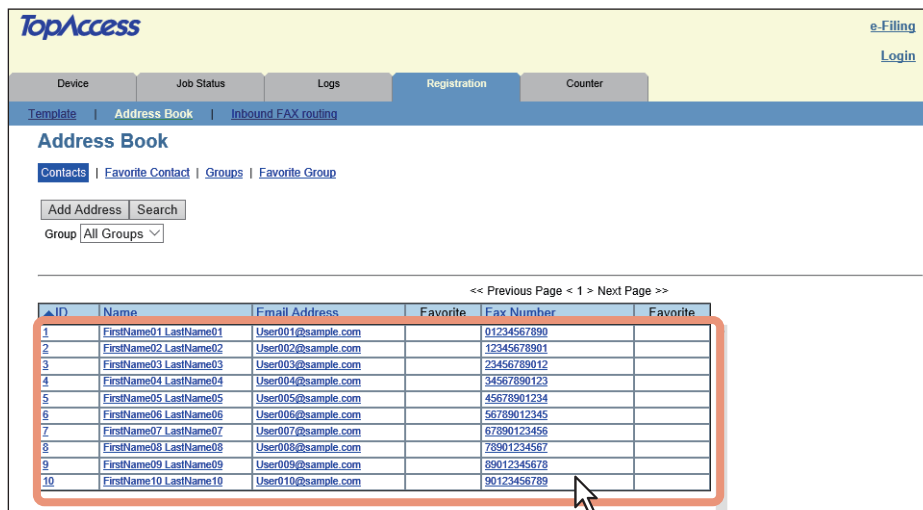 TopAccess
e-Filing
Login
Device Job Status Logs Registration Counter
Template | Address Book | Inbound FAX routing
Address Book
Contacts | Favorite Contact | Groups | Favorite Group
Add Address Search
Group All Groups
<< Previous Page < 1 > Next Page >>
ID Name Email Address Favorite Fax Number Favorite
1 FirstName01 LastName01 User001@sample.com 01234567890
2 FirstName02 LastName02 User002@sample.com 12345678901
3 FirstName03 LastName03 User003@sample.com 23456789012
4 FirstName04 LastName04 User004@sample.com 34567890123
5 FirstName05 LastName05 User005@sample.com 45678901234
6 FirstName06 LastName06 User006@sample.com 56789012345
7 FirstName07 LastName07 User007@sample.com 67890123456
8 FirstName08 LastName08 User008@sample.com 78901234567
9 FirstName09 LastName09 User009@sample.com 89012345678
10 FirstName10 LastName10 User010@sample.com 90123456789